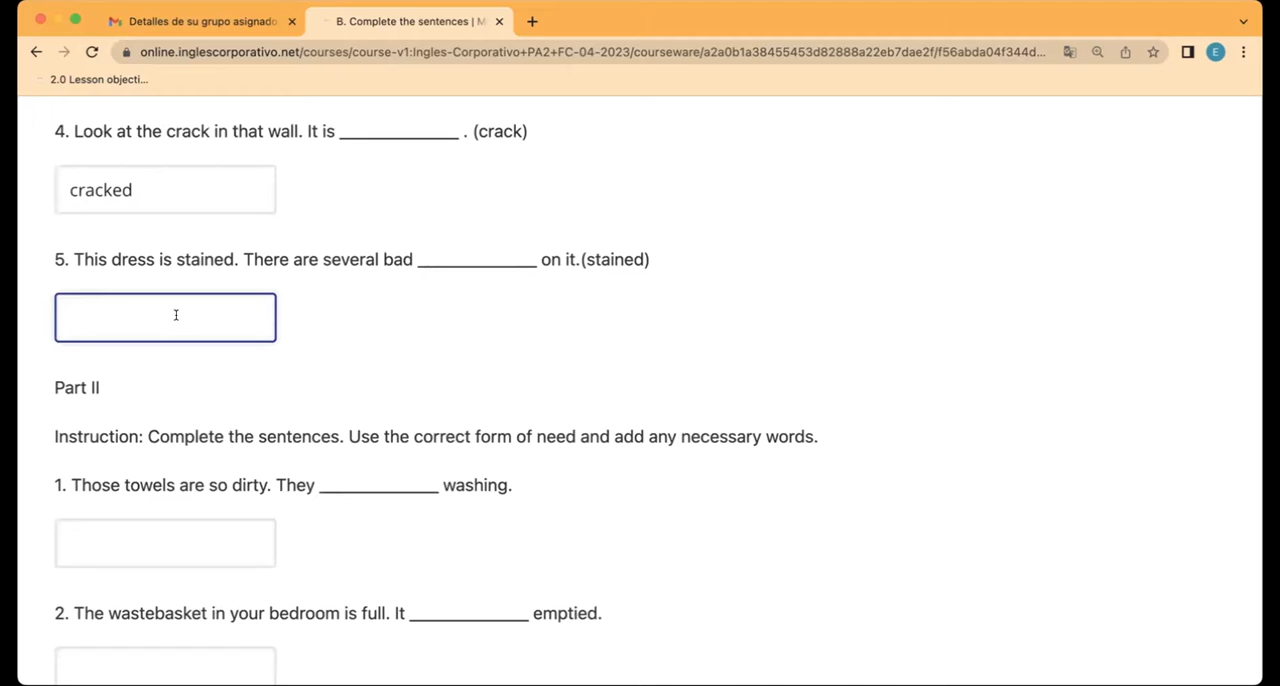 Detalles de su grupo asignado
B. Complete the sentences | M
online.inglescorporativo.net/courses/course-v1:Ingles-Corporativo+PA2+FC-04-2023/courseware/a2a0b1a38455453d82888a22eb7dae2f/f56abda04f344d...
E
2.0 Lesson objecti...
4. Look at the crack in that wall. It is _____________ . (crack)
cracked
5. This dress is stained. There are several bad _____________ on it.(stained)
Part II
Instruction: Complete the sentences. Use the correct form of need and add any necessary words.
1. Those towels are so dirty. They _____________ washing.
2. The wastebasket in your bedroom is full. It _____________ emptied.